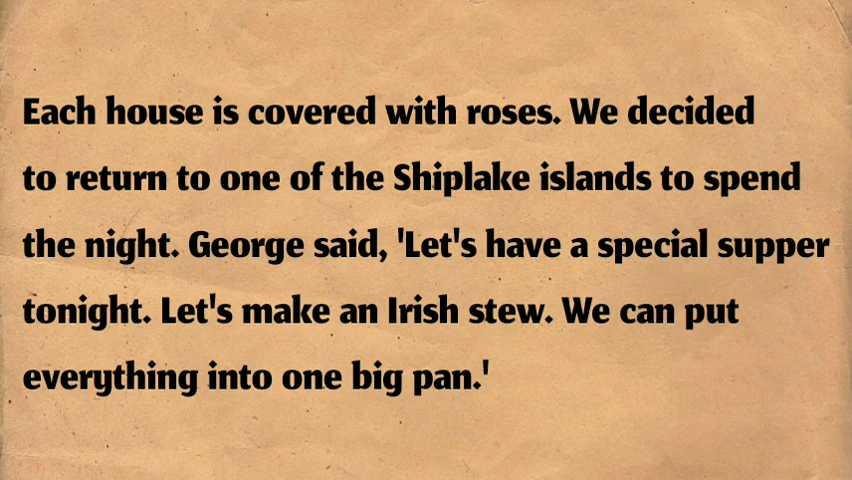 Each house is covered with roses. We decided
to return to one of the Shiplake islands to spend
the night. George said, 'Let's have a special supper
tonight. Let's make an Irish stew. We can put
everything into one big pan.'